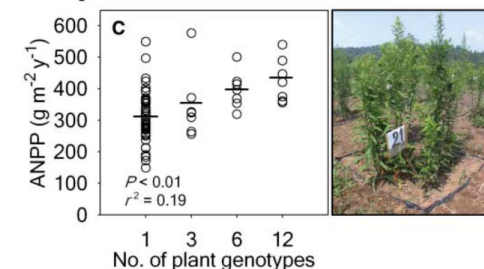 C
600
500
400
300
200
100
0
ANPP (g m⁻² y⁻¹)
P < 0.01
r² = 0.19
1 3 6 12
No. of plant genotypes
91